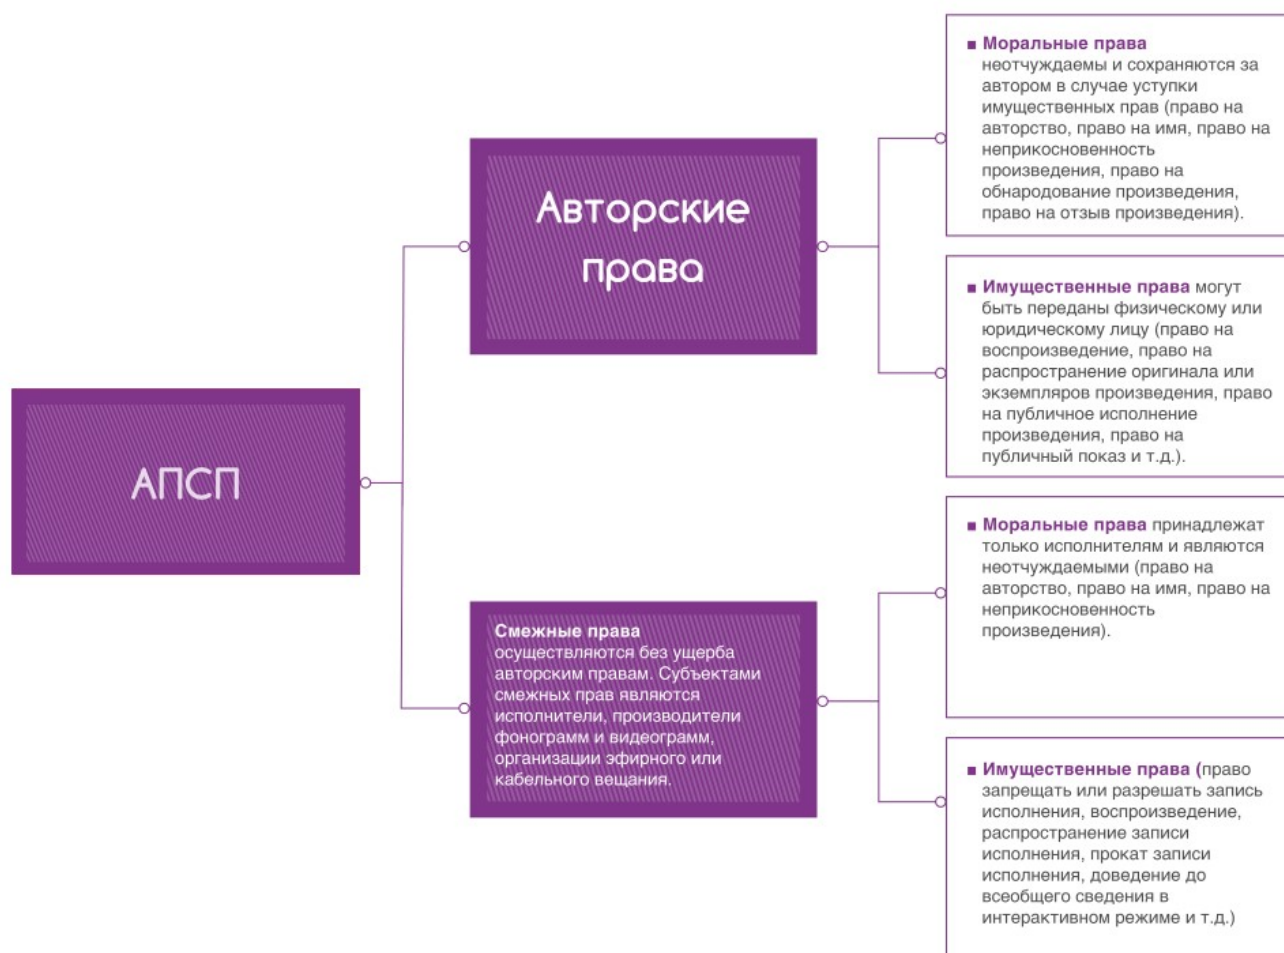 АПСП
Авторские
права
■ Моральные права
неотчуждаемы и сохраняются за
автором в случае уступки
имущественных прав (право на
авторство, право на имя, право на
неприкосновенность
произведения, право на
обнародование произведения,
право на отзыв произведения).
■ Имущественные права могут
быть переданы физическому или
юридическому лицу (право на
воспроизведение, право на
распространение оригинала или
экземпляров произведения, право
на публичное исполнение
произведения, право на
публичный показ и т.д.).
Смежные права
осуществляются без ущерба
авторским правам. Субъектами
смежных прав являются
исполнители, производители
фонограмм и видеограмм,
организации эфирного или
кабельного вещания.
■ Моральные права принадлежат
только исполнителям и являются
неотчуждаемыми (право на
авторство, право на имя, право на
неприкосновенность
произведения).
■ Имущественные права (право
запрещать или разрешать запись
исполнения, воспроизведение,
распространение записи
исполнения, прокат записи
исполнения, доведение до
всеобщего сведения в
интерактивном режиме и т.д.)